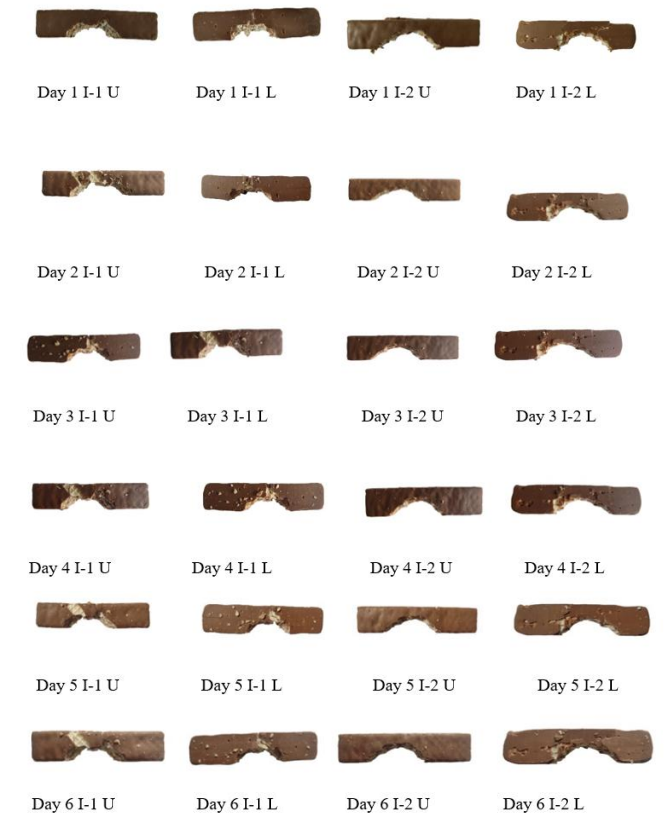 Day 1 I-1 U
Day 1 I-1 L
Day 1 I-2 U
Day 1 I-2 L
Day 2 I-1 U
Day 2 I-1 L
Day 2 I-2 U
Day 2 I-2 L
Day 3 I-1 U
Day 3 I-1 L
Day 3 I-2 U
Day 3 I-2 L
Day 4 I-1 U
Day 4 I-1 L
Day 4 I-2 U
Day 4 I-2 L
Day 5 I-1 U
Day 5 I-1 L
Day 5 I-2 U
Day 5 I-2 L
Day 6 I-1 U
Day 6 I-1 L
Day 6 I-2 U
Day 6 I-2 L